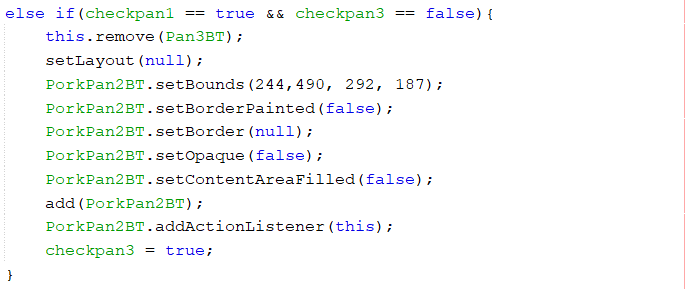 else if(checkpan1 == true && checkpan3 == false){
this.remove(Pan3BT);
setLayout(null);
PorkPan2BT.setBounds(244,490, 292, 187);
PorkPan2BT.setBorderPainted(false);
PorkPan2BT.setBorder(null);
PorkPan2BT.setOpaque(false);
PorkPan2BT.setContentAreaFilled(false);
add(PorkPan2BT);
PorkPan2BT.addActionListener(this);
checkpan3 = true;
}